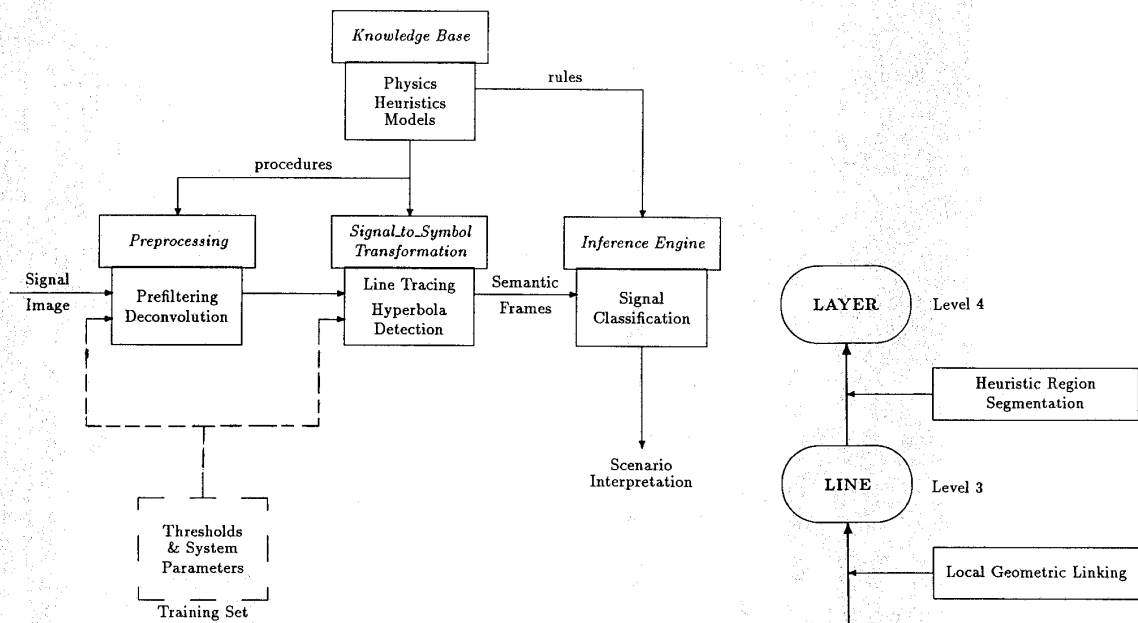 Knowledge Base
Physics
Heuristics
Models
rules
procedures
Preprocessing
Signal_to_Symbol
Transformation
Inference Engine
Signal
Image
Prefiltering
Deconvolution
Line Tracing
Hyperbola
Detection
Semantic
Frames
Signal
Classification
Scenario
Interpretation
Thresholds
& System
Parameters
Training Set
LAYER
Level 4
Heuristic Region
Segmentation
LINE
Level 3
Local Geometric Linking